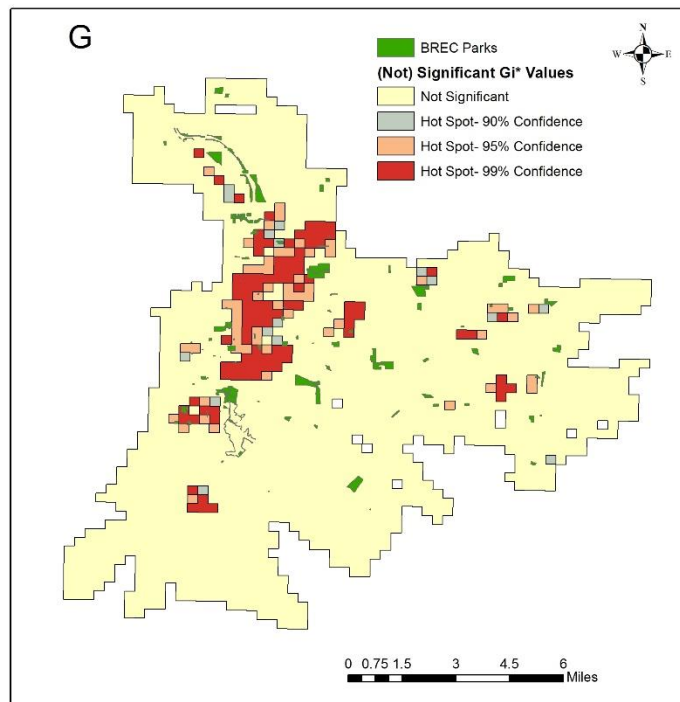 G
BREC Parks
(Not) Significant Gi* Values
Not Significant
Hot Spot- 90% Confidence
Hot Spot- 95% Confidence
Hot Spot- 99% Confidence
N
W E
S
0 0.75 1.5 3 4.5 6
Miles